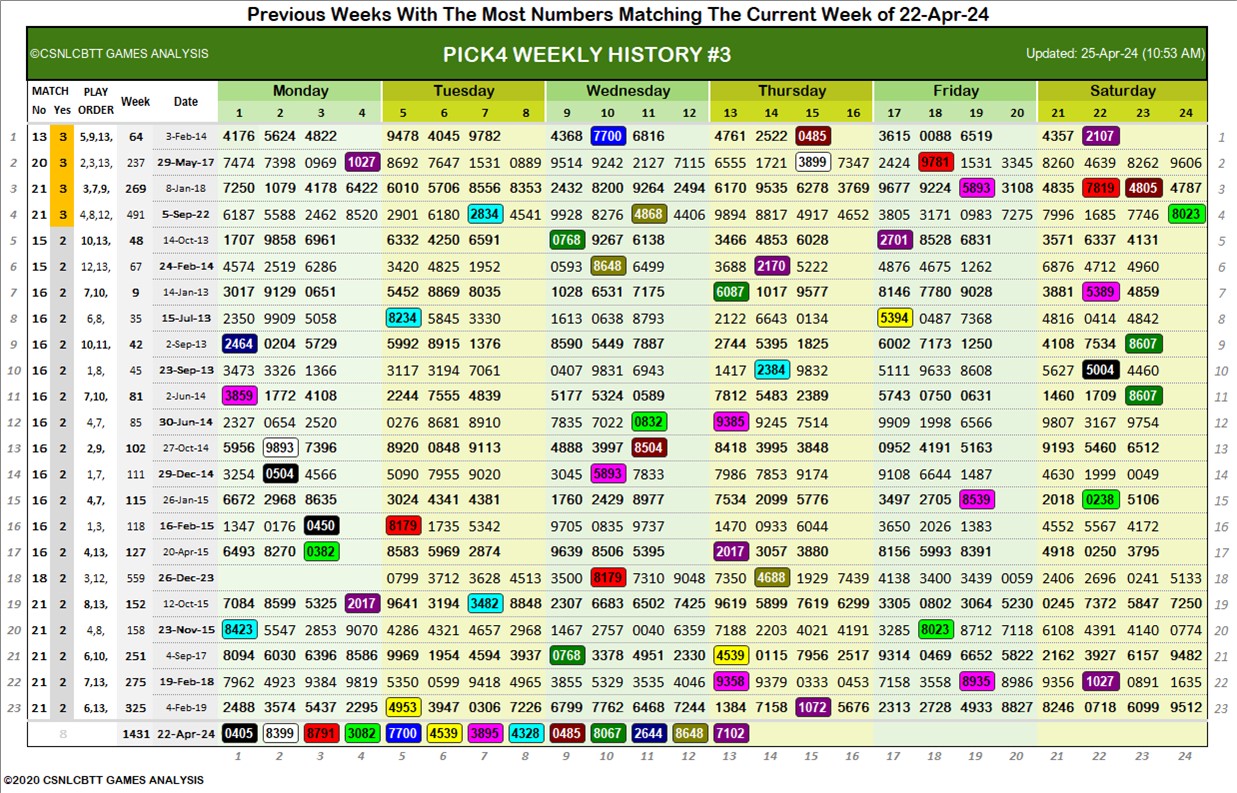 Previous Weeks With The Most Numbers Matching The Current Week of 22-Apr-24
©CSNLCBTT GAMES ANALYSIS PICK4 WEEKLY HISTORY #3 Updated: 25-Apr-24 (10:53 AM)
MATCH PLAY Week Date Monday Tuesday Wednesday Thursday Friday Saturday
No Yes ORDER 1 2 3 4 5 6 7 8 9 10 11 12 13 14 15 16 17 18 19 20 21 22 23 24
1 13 3 5,9,13, 64 3-Feb-14 4176 5624 4822 9478 4045 9782 4368 7700 6816 4761 2522 0485 3615 0088 6519 4357 2107 1
2 20 3 2,3,13, 237 29-May-17 7474 7398 0969 1027 8692 7647 1531 0889 9514 9242 2127 7115 6555 1721 3899 7347 2424 9781 1531 3345 8260 4639 8262 9606 2
3 21 3 3,7,9, 269 8-Jan-18 7250 1079 4178 6422 6010 5706 8556 8353 2432 8200 9264 2494 6170 9535 6278 3769 9677 9224 5893 3108 4835 7819 4805 4787 3
4 21 3 4,8,12, 491 5-Sep-22 6187 5588 2462 8520 2901 6180 2834 4541 9928 8276 4868 4406 9894 8817 4917 4652 3805 3171 0983 7275 7996 1685 7746 8023 4
5 15 2 10,13, 48 14-Oct-13 1707 9858 6961 6332 4250 6591 0768 9267 6138 3466 4853 6028 2701 8528 6831 3571 6337 4131 5
6 15 2 12,13, 67 24-Feb-14 4574 2519 6286 3420 4825 1952 0593 8648 6499 3688 2170 5222 4876 4675 1262 6876 4712 4960 6
7 16 2 7,10, 9 14-Jan-13 3017 9129 0651 5452 8869 8035 1028 6531 7175 6087 1017 9577 8146 7780 9028 3881 5389 4859 7
8 16 2 6,8, 35 15-Jul-13 2350 9909 5058 8234 5845 3330 1613 0638 8793 2122 6643 0134 5394 0487 7368 4816 0414 4842 8
9 16 2 10,11, 42 2-Sep-13 2464 0204 5729 5992 8915 1376 8590 5449 7887 2744 5395 1825 6002 7173 1250 4108 7534 8607 9
10 16 2 1,8, 45 23-Sep-13 3473 3326 1366 3117 3194 7061 0407 9831 6943 1417 2384 9832 5111 9633 8608 5627 5004 4460 10
11 16 2 7,10, 81 2-Jun-14 3859 1772 4108 2244 7555 4839 5177 5324 0589 7812 5483 2389 5743 0750 0631 1460 1709 8607 11
12 16 2 4,7, 85 30-Jun-14 2327 0654 2520 0276 8681 8910 7835 7022 0832 9385 9245 7514 9909 1998 6566 9807 3167 9754 12
13 16 2 2,9, 102 27-Oct-14 5956 9893 7396 8920 0848 9113 4888 3997 8504 8418 3995 3848 0952 4191 5163 9193 5460 6512 13
14 16 2 1,7, 111 29-Dec-14 3254 0504 4566 5090 7955 9020 3045 5893 7833 7986 7853 9174 9108 6644 1487 4630 1999 0049 14
15 16 2 4,7, 115 26-Jan-15 6672 2968 8635 3024 4341 4381 1760 2429 8977 7534 2099 5776 3497 2705 8539 2018 0238 5106 15
16 16 2 1,3, 118 16-Feb-15 1347 0176 0450 8179 1735 5342 9705 0835 9737 1470 0933 6044 3650 2026 1383 4552 5567 4172 16
17 16 2 4,13, 127 20-Apr-15 6493 8270 0382 8583 5969 2874 9639 8506 5395 2017 3057 3880 8156 5993 8391 4918 0250 3795 17
18 18 2 3,12, 559 26-Dec-23 0799 3712 3628 4513 3500 8179 7310 9048 7350 4688 1929 7439 4138 3400 3439 0059 2406 2696 0241 5133 18
19 21 2 8,13, 152 12-Oct-15 7084 8599 5325 2017 9641 3194 3482 8848 2307 6683 6502 7425 9619 5899 7619 6299 3305 0802 3064 5230 0245 7372 5847 7250 19
20 21 2 4,8, 158 23-Nov-15 8423 5547 2853 9070 4286 4321 4657 2968 1467 2757 0040 6359 7188 2203 4021 4191 3285 8023 8712 7118 6108 4391 4140 0774 20
21 21 2 6,10, 251 4-Sep-17 8094 6030 6396 8586 9969 1954 4594 3937 0768 3378 4951 2330 4539 0115 7956 2517 9314 0469 6652 5822 2162 3927 6157 9482 21
22 21 2 7,13, 275 19-Feb-18 7962 4923 9384 9819 5350 0599 9418 4965 3855 5329 3535 4046 9358 9379 0333 0453 7158 3558 8935 8986 9356 1027 0891 1635 22
23 21 2 6,13, 325 4-Feb-19 2488 3574 5437 2295 4953 3947 0306 7226 6799 7762 6468 7244 1384 7158 1072 5676 2313 2728 4933 8827 8246 0718 6099 9512 23
8 1431 22-Apr-24 0405 8399 8791 3082 7700 4539 3895 4328 0485 8067 2644 8648 7102
1 2 3 4 5 6 7 8 9 10 11 12 13 14 15 16 17 18 19 20 21 22 23 24
©2020 CSNLCBTT GAMES ANALYSIS